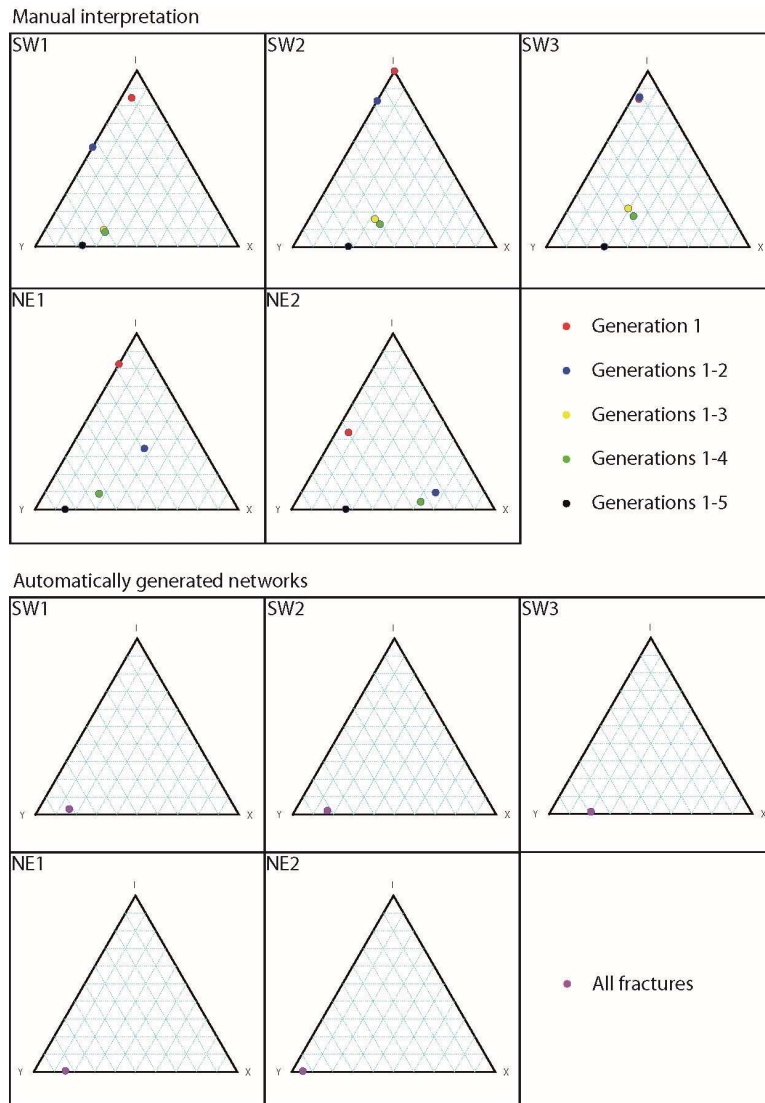 Manual interpretation
SW1
SW2
SW3
I
I
I
Y
X
Y
X
Y
X
NE1
NE2
I
I
Y
X
Y
X
Generation 1
Generations 1-2
Generations 1-3
Generations 1-4
Generations 1-5
Automatically generated networks
SW1
SW2
SW3
I
I
I
Y
X
Y
X
Y
X
NE1
NE2
I
I
Y
X
Y
X
All fractures